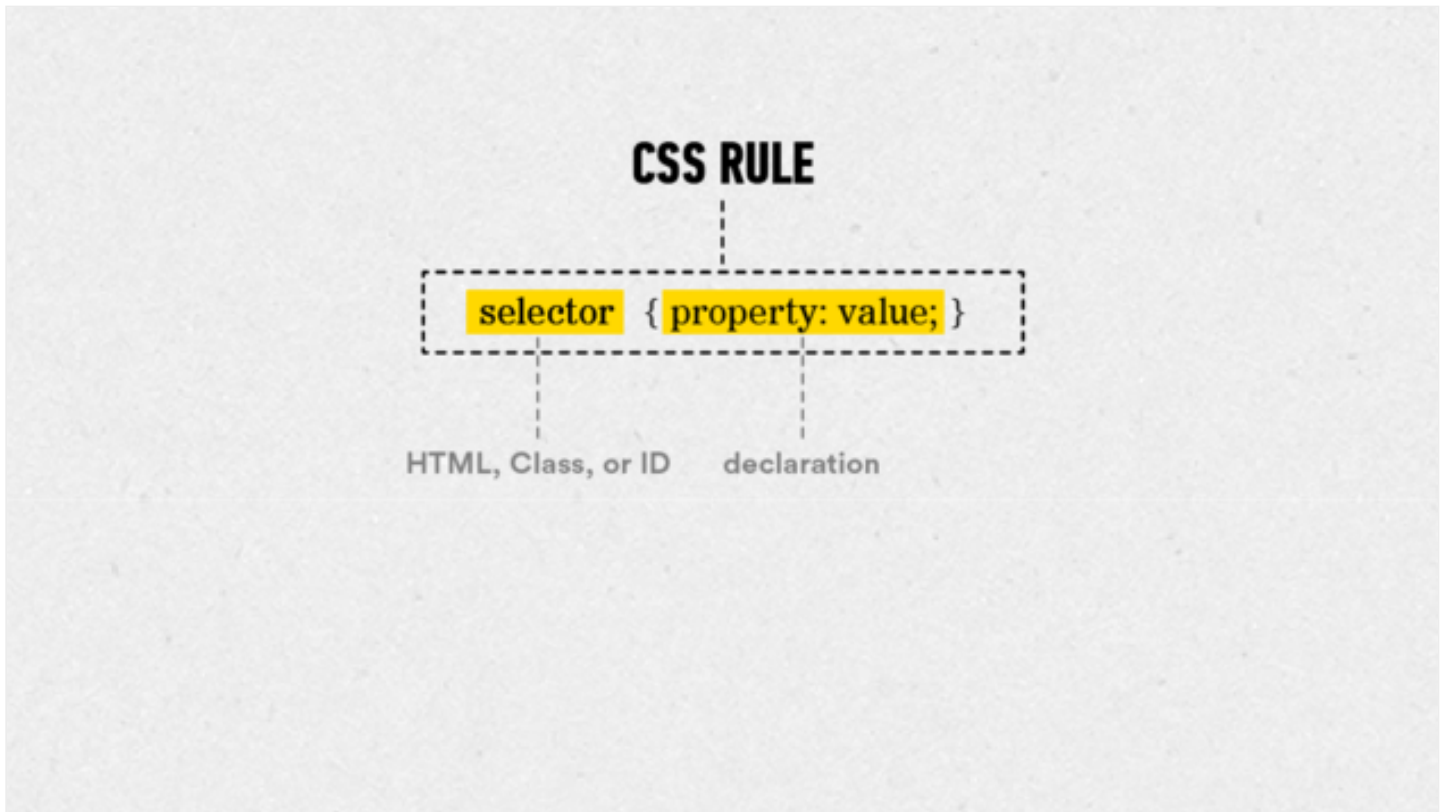 CSS RULE
selector { property: value; }
HTML, Class, or ID declaration